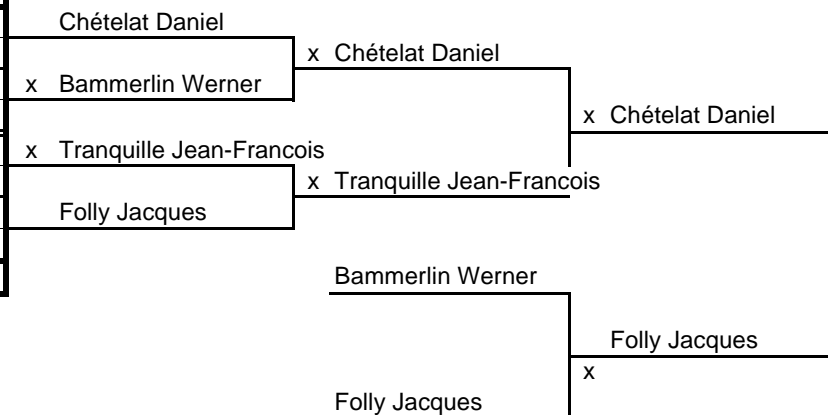 Chételat Daniel
x Chételat Daniel
x Bammerlin Werner
x Chételat Daniel
x Tranquille Jean-Francois
x Tranquille Jean-Francois
Folly Jacques
Bammerlin Werner
Folly Jacques
x
Folly Jacques